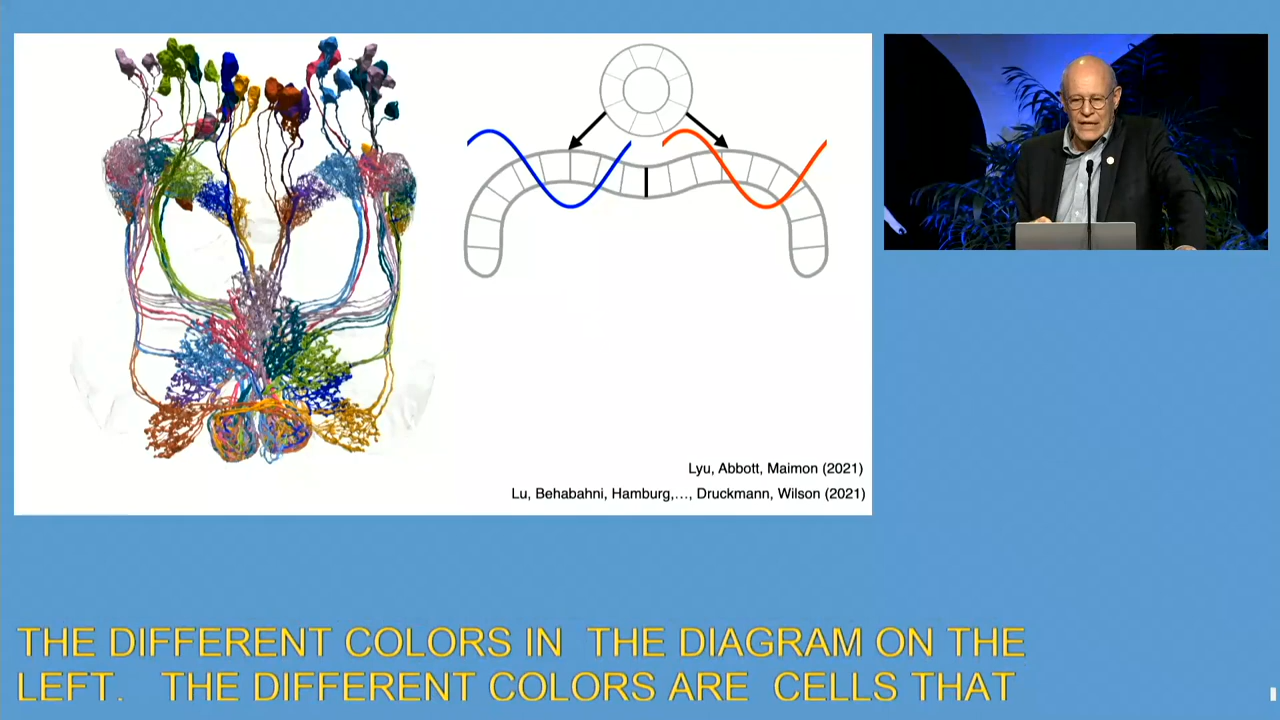 Lyu, Abbott, Maimon (2021)
Lu, Behabahni, Hamburg,..., Druckmann, Wilson (2021)
THE DIFFERENT COLORS IN THE DIAGRAM ON THE
LEFT. THE DIFFERENT COLORS ARE CELLS THAT